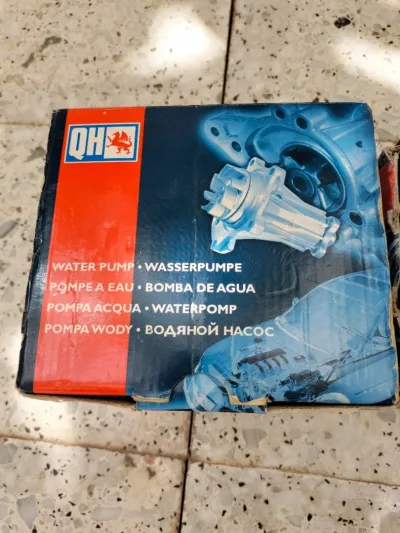 QH
WATER PUMP • WASSERPUMPE
POMPE A EAU • BOMBA DE AGUA
POMPA ACQUA • WATERPOMP
POMPA WODY • ВОДЯНОЙ НАСОС